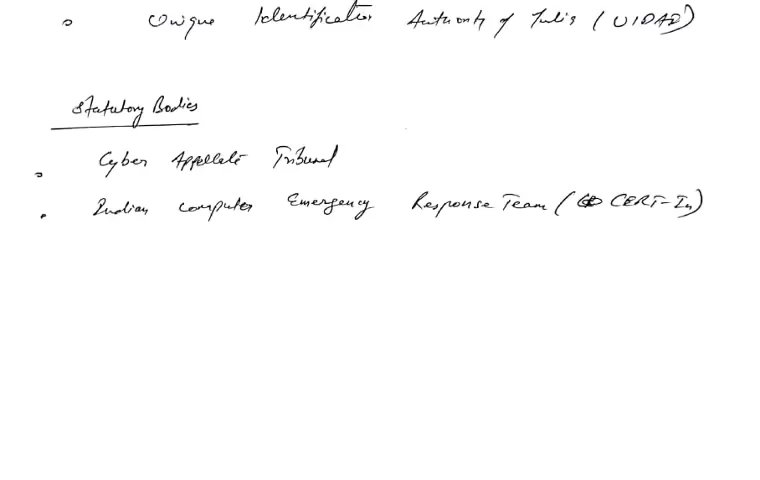 Unique Identification Authority of India (UIDAI)
Statutory Bodies
Cyber Appellate Tribunal
Indian Computer Emergency Response Team (CERT-In)